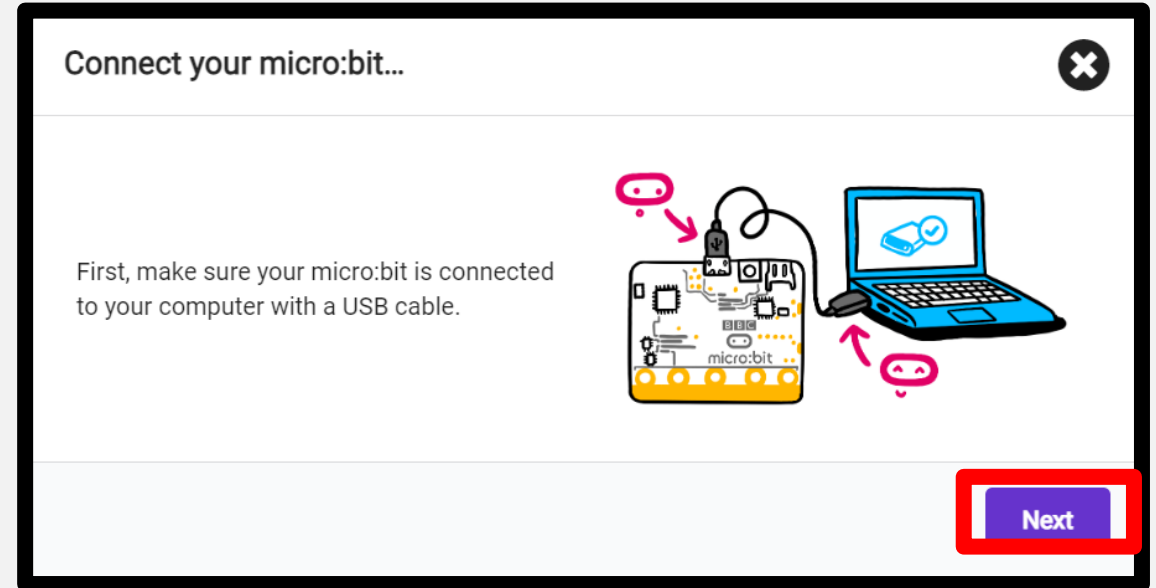 Connect your micro:bit...
First, make sure your micro:bit is connected
to your computer with a USB cable.
BBC
micro:bit
Next